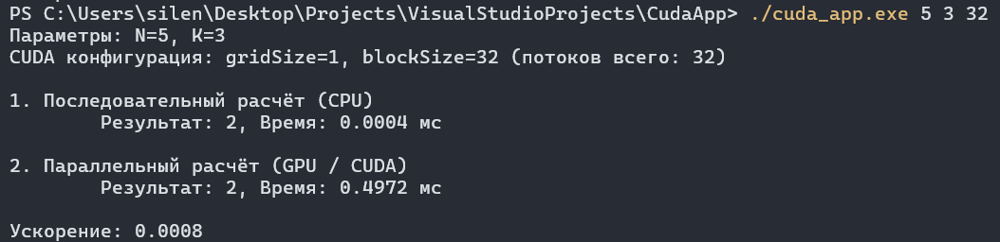 PS C:\Users\silen\Desktop\Projects\VisualStudioProjects\CudaApp> ./cuda_app.exe 5 3 32
Параметры: N=5, K=3
CUDA конфигурация: gridSize=1, blockSize=32 (потоков всего: 32)
1. Последовательный расчёт (CPU)
Результат: 2, Время: 0.0004 мс
2. Параллельный расчёт (GPU / CUDA)
Результат: 2, Время: 0.4972 мс
Ускорение: 0.0008